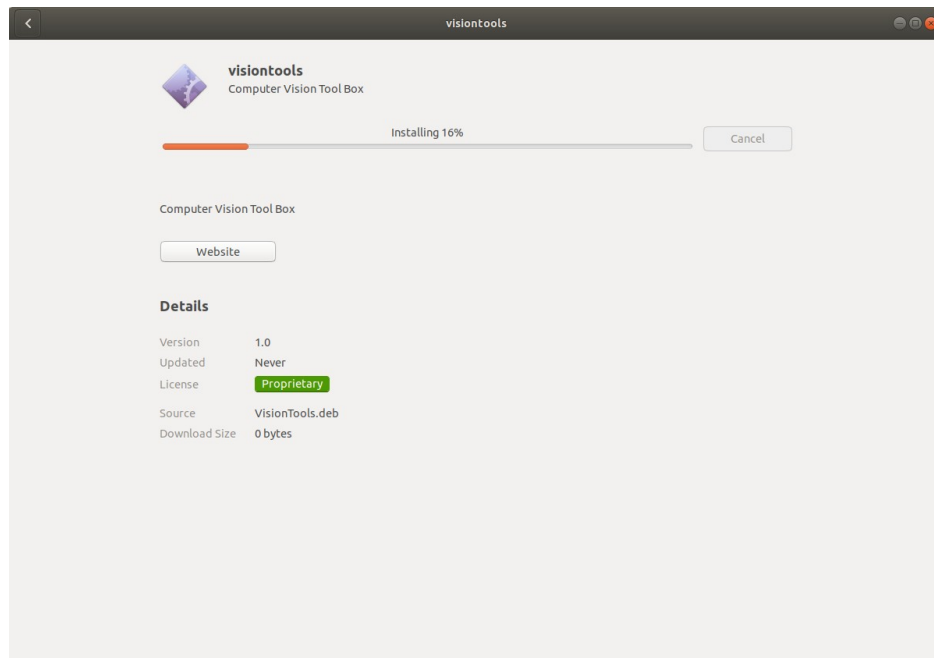 visiontools
visiontools
Computer Vision Tool Box
Installing 16%
Cancel
Computer Vision Tool Box
Website
Details
Version 1.0
Updated Never
License Proprietary
Source VisionTools.deb
Download Size 0 bytes